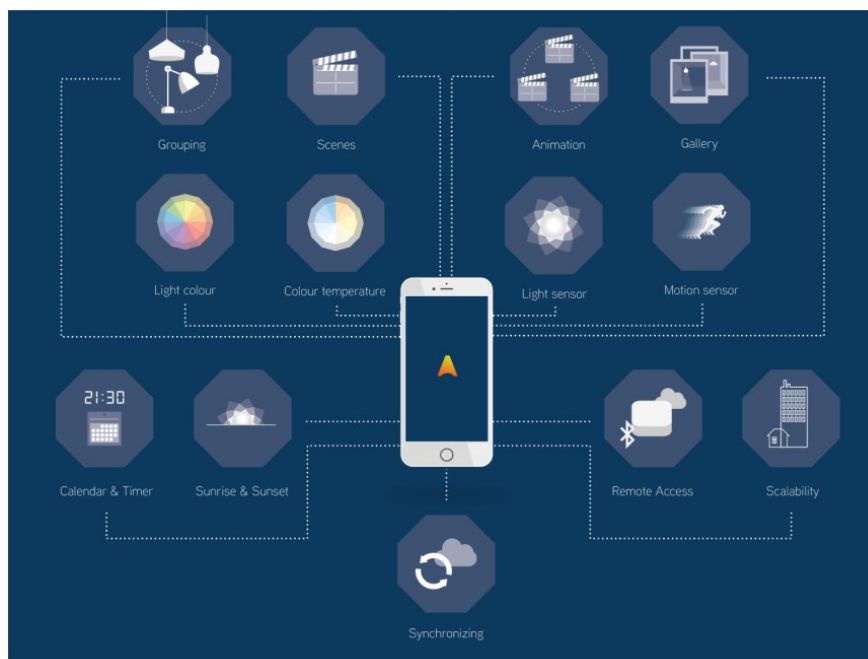 Grouping
Scenes
Animation
Gallery
Light colour
Colour temperature
Light sensor
Motion sensor
21:30
Calendar & Timer
Sunrise & Sunset
Remote Access
Scalability
Synchronizing